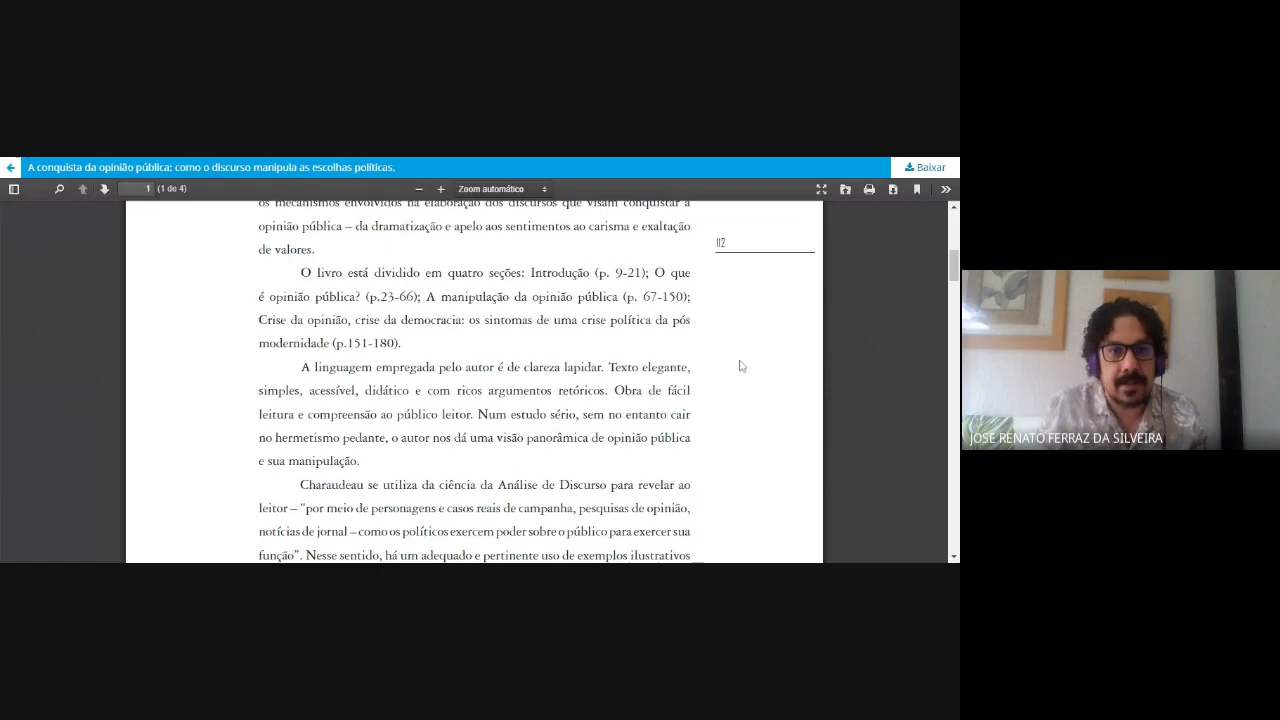 A conquista da opinião pública: como o discurso manipula as escolhas políticas.
Baixar
1 (1 de 4)
Zoom automático
os mecanismos envolvidos na elaboração dos discursos que visam conquistar a
opinião pública – da dramatização e apelo aos sentimentos ao carisma e exaltação
de valores.
112
O livro está dividido em quatro seções: Introdução (p. 9-21); O que
é opinião pública? (p.23-66); A manipulação da opinião pública (p. 67-150);
Crise da opinião, crise da democracia: os sintomas de uma crise política da pós
modernidade (p.151-180).
A linguagem empregada pelo autor é de clareza lapidar. Texto elegante,
simples, acessível, didático e com ricos argumentos retóricos. Obra de fácil
leitura e compreensão ao público leitor. Num estudo sério, sem no entanto cair
no hermetismo pedante, o autor nos dá uma visão panorâmica de opinião pública
e sua manipulação.
Charaudeau se utiliza da ciência da Análise de Discurso para revelar ao
leitor – “por meio de personagens e casos reais de campanha, pesquisas de opinião,
notícias de jornal – como os políticos exercem poder sobre o público para exercer sua
função”. Nesse sentido, há um adequado e pertinente uso de exemplos ilustrativos
JOSE RENATO FERRAZ DA SILVEIRA